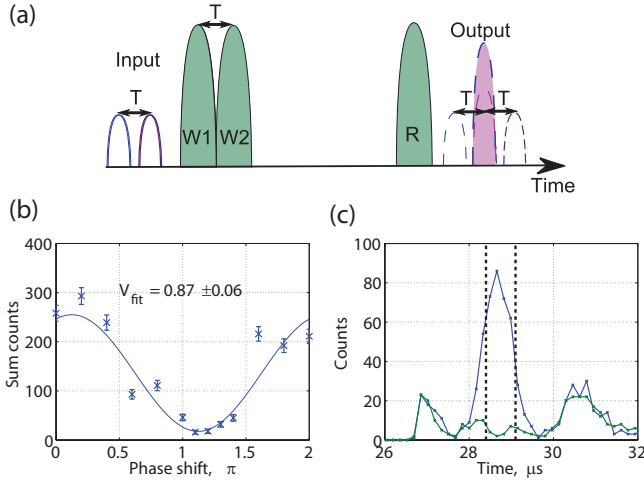 (a)
T
Input
W1 W2
R
Output
T T
Time
(b)
400
300
200
100
0
Sum counts
V fit = 0.87 ±0.06
0 0.5 1 1.5 2
Phase shift, π
(c)
100
80
60
40
20
0
Counts
26 28 30 32
Time, μs